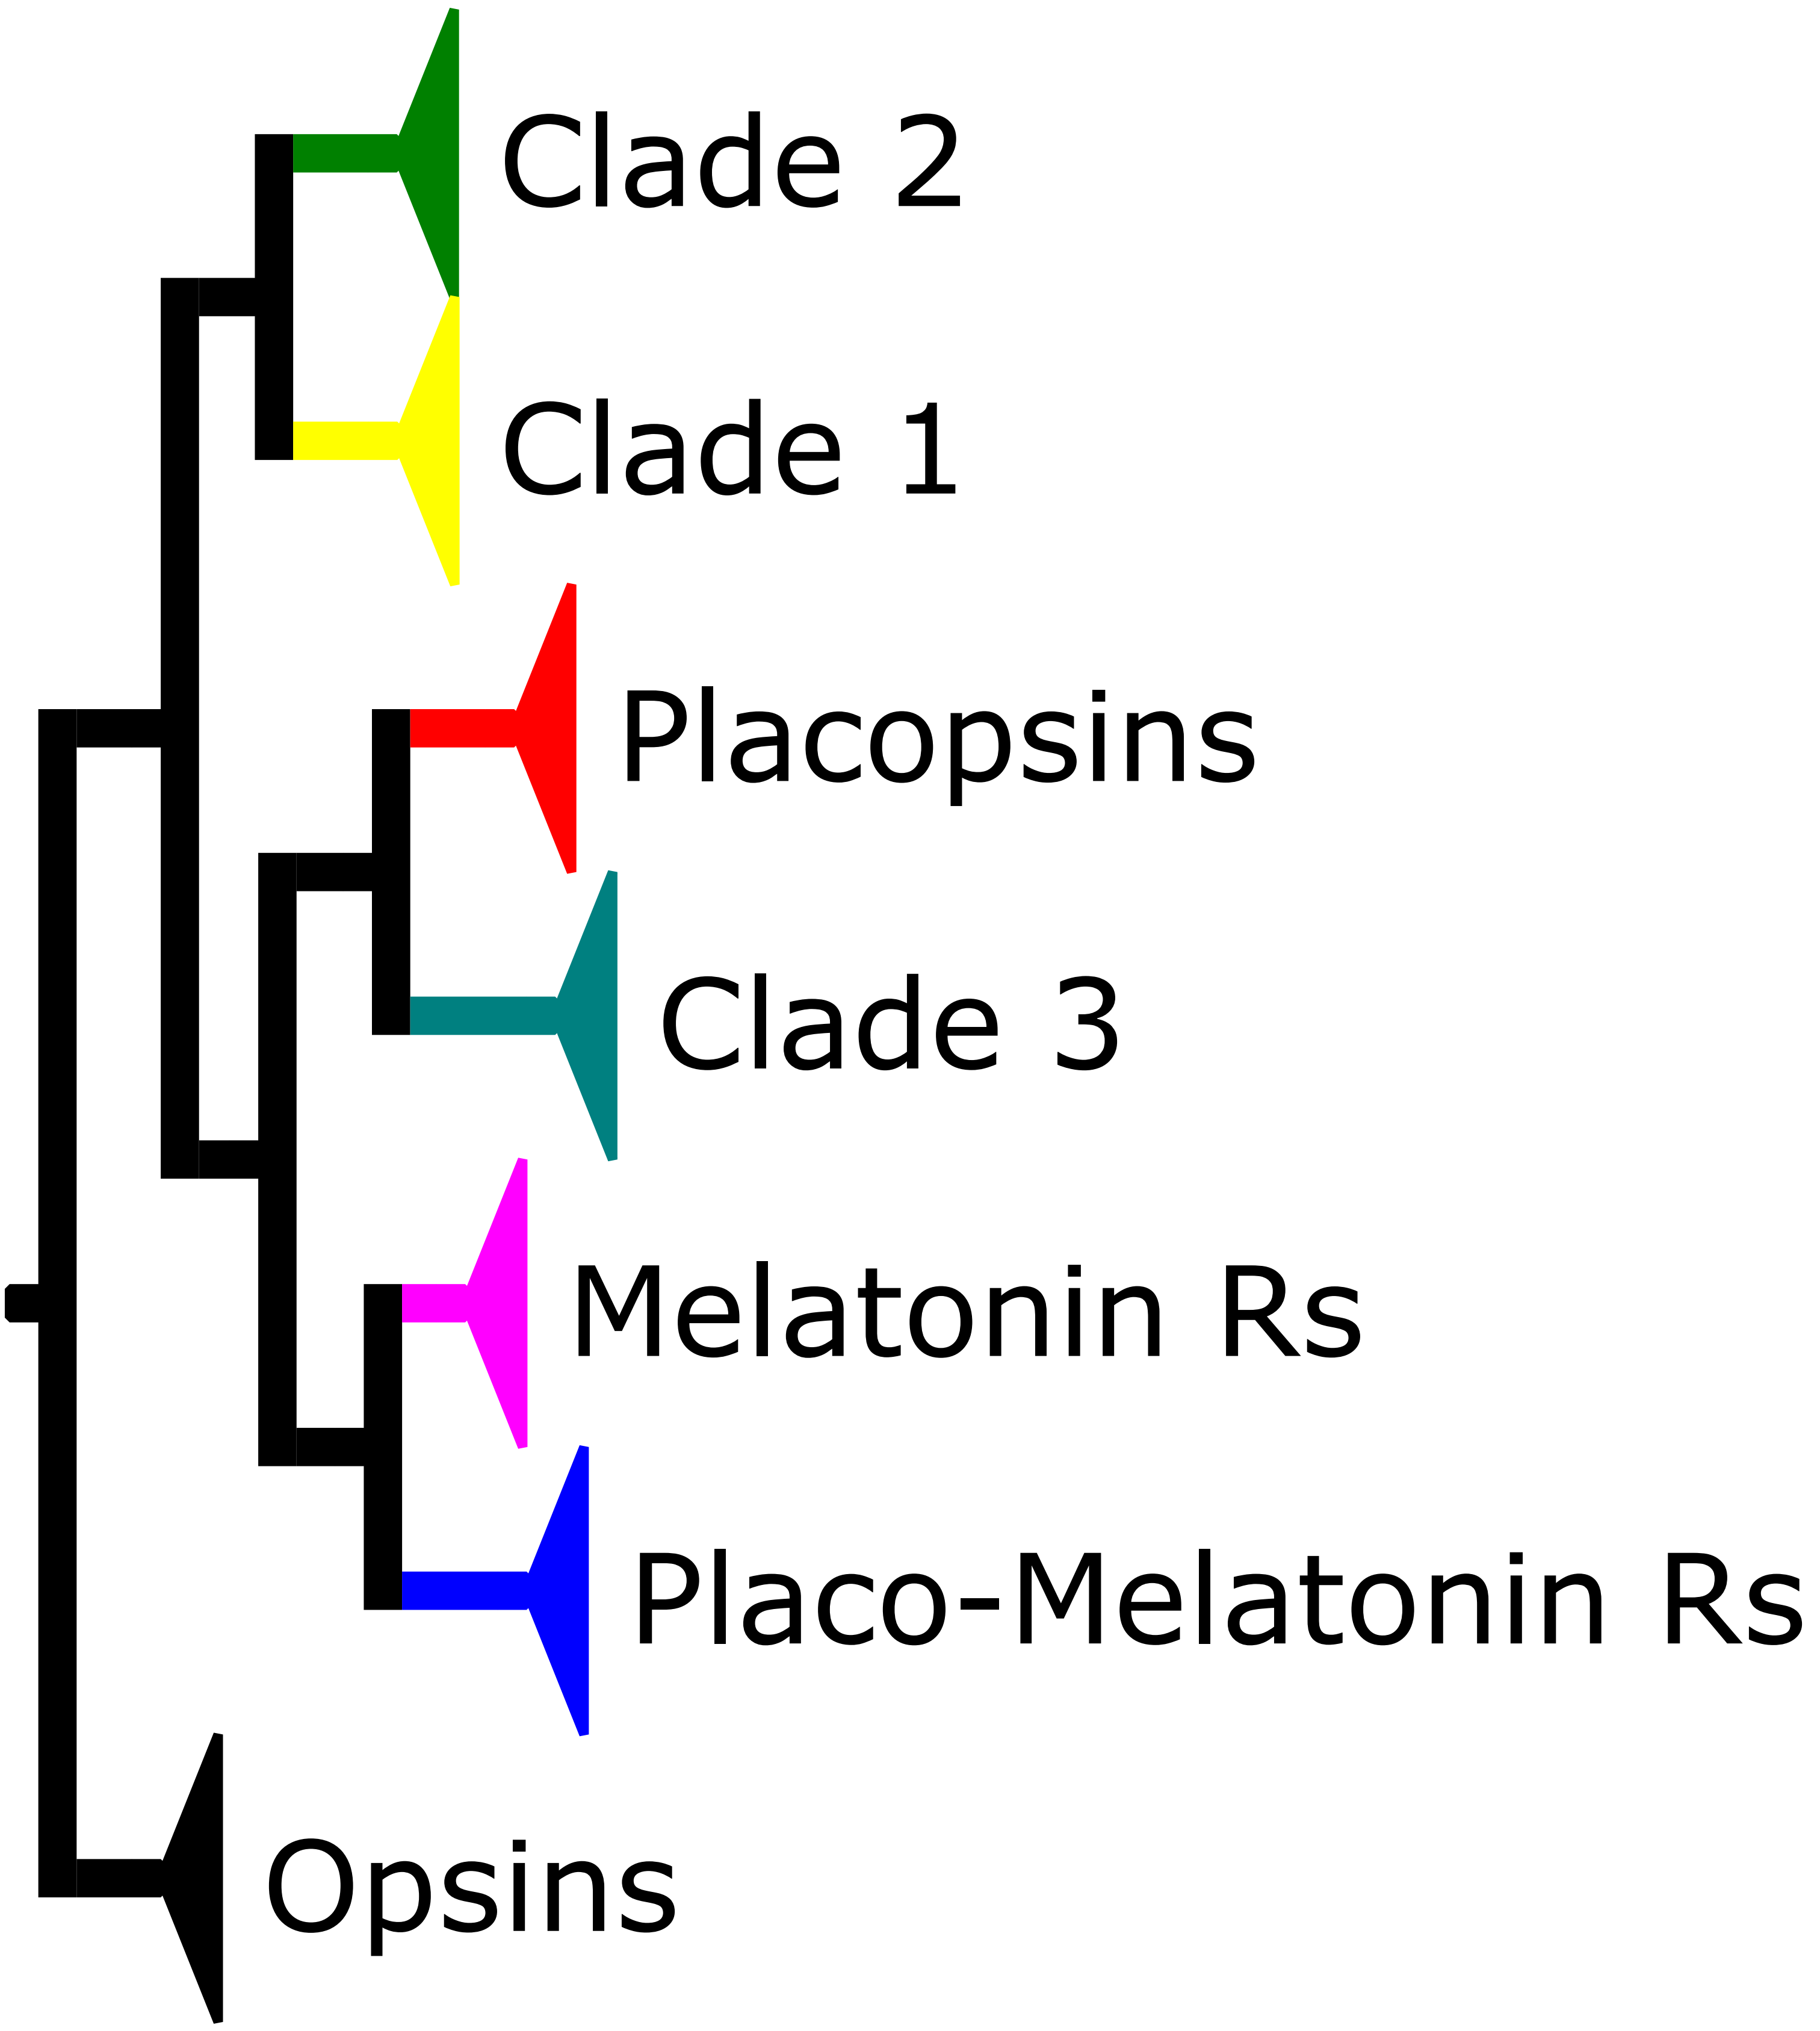 Clade 2
Clade 1
Placopsins
Clade 3
Melatonin Rs
Placo-Melatonin Rs
Opsins